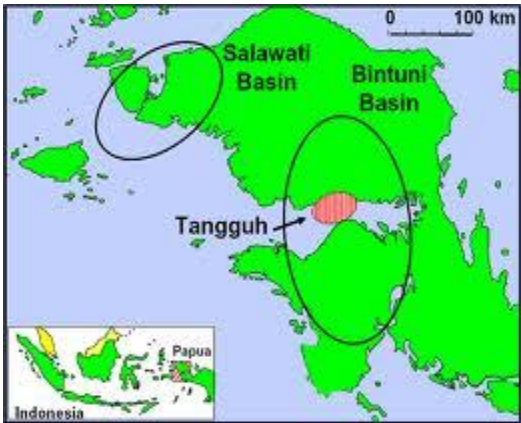 0 100 km
Salawati
Basin
Bintuni
Basin
Tangguh
Papua
Indonesia